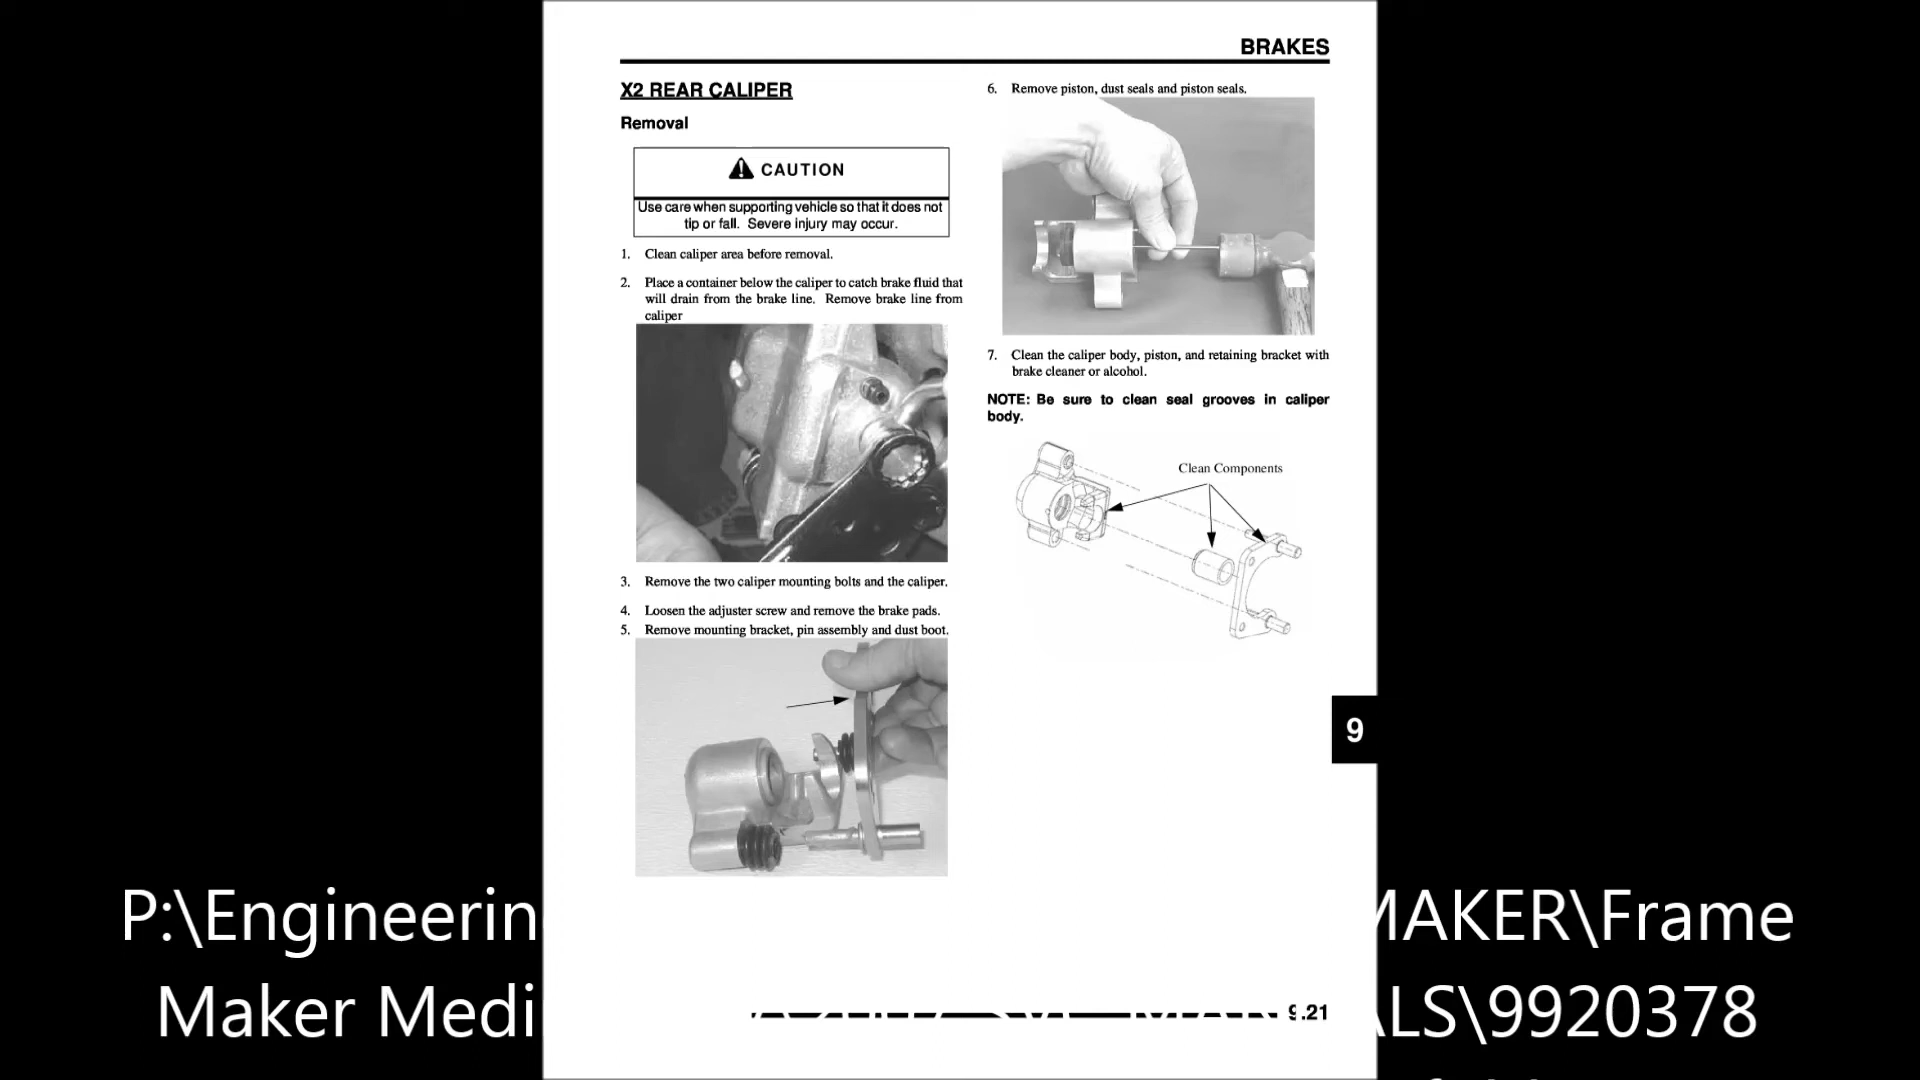 BRAKES
X2 REAR CALIPER
Removal
CAUTION
Use care when supporting vehicle so that it does not
tip or fall. Severe injury may occur.
1. Clean caliper area before removal.
2. Place a container below the caliper to catch brake fluid that
will drain from the brake line. Remove brake line from
caliper
3. Remove the two caliper mounting bolts and the caliper.
4. Loosen the adjuster screw and remove the brake pads.
5. Remove mounting bracket, pin assembly and dust boot.
6. Remove piston, dust seals and piston seals.
7. Clean the caliper body, piston, and retaining bracket with
brake cleaner or alcohol.
NOTE: Be sure to clean seal grooves in caliper
body.
Clean Components
9
9.21
P:\Engineerin MAKER\Frame
Maker Medi ALS\9920378